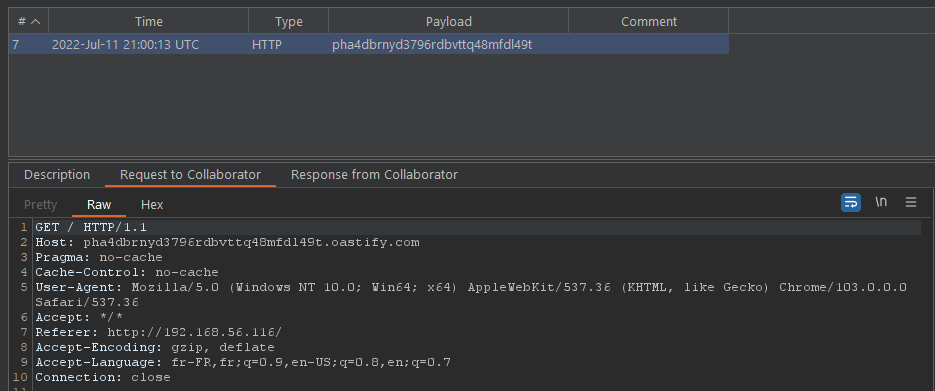 # Time Type Payload Comment
7 2022-Jul-11 21:00:13 UTC HTTP pha4dbrnyd3796rdbvttq48mfdl49t
Description Request to Collaborator Response from Collaborator
Pretty Raw Hex \n
1 GET / HTTP/1.1
2 Host: pha4dbrnyd3796rdbvttq48mfdl49t.oastify.com
3 Pragma: no-cache
4 Cache-Control: no-cache
5 User-Agent: Mozilla/5.0 (Windows NT 10.0; Win64; x64) AppleWebKit/537.36 (KHTML, like Gecko) Chrome/103.0.0.0
Safari/537.36
6 Accept: */*
7 Referer: http://192.168.56.116/
8 Accept-Encoding: gzip, deflate
9 Accept-Language: fr-FR,fr;q=0.9,en-US;q=0.8,en;q=0.7
10 Connection: close
11